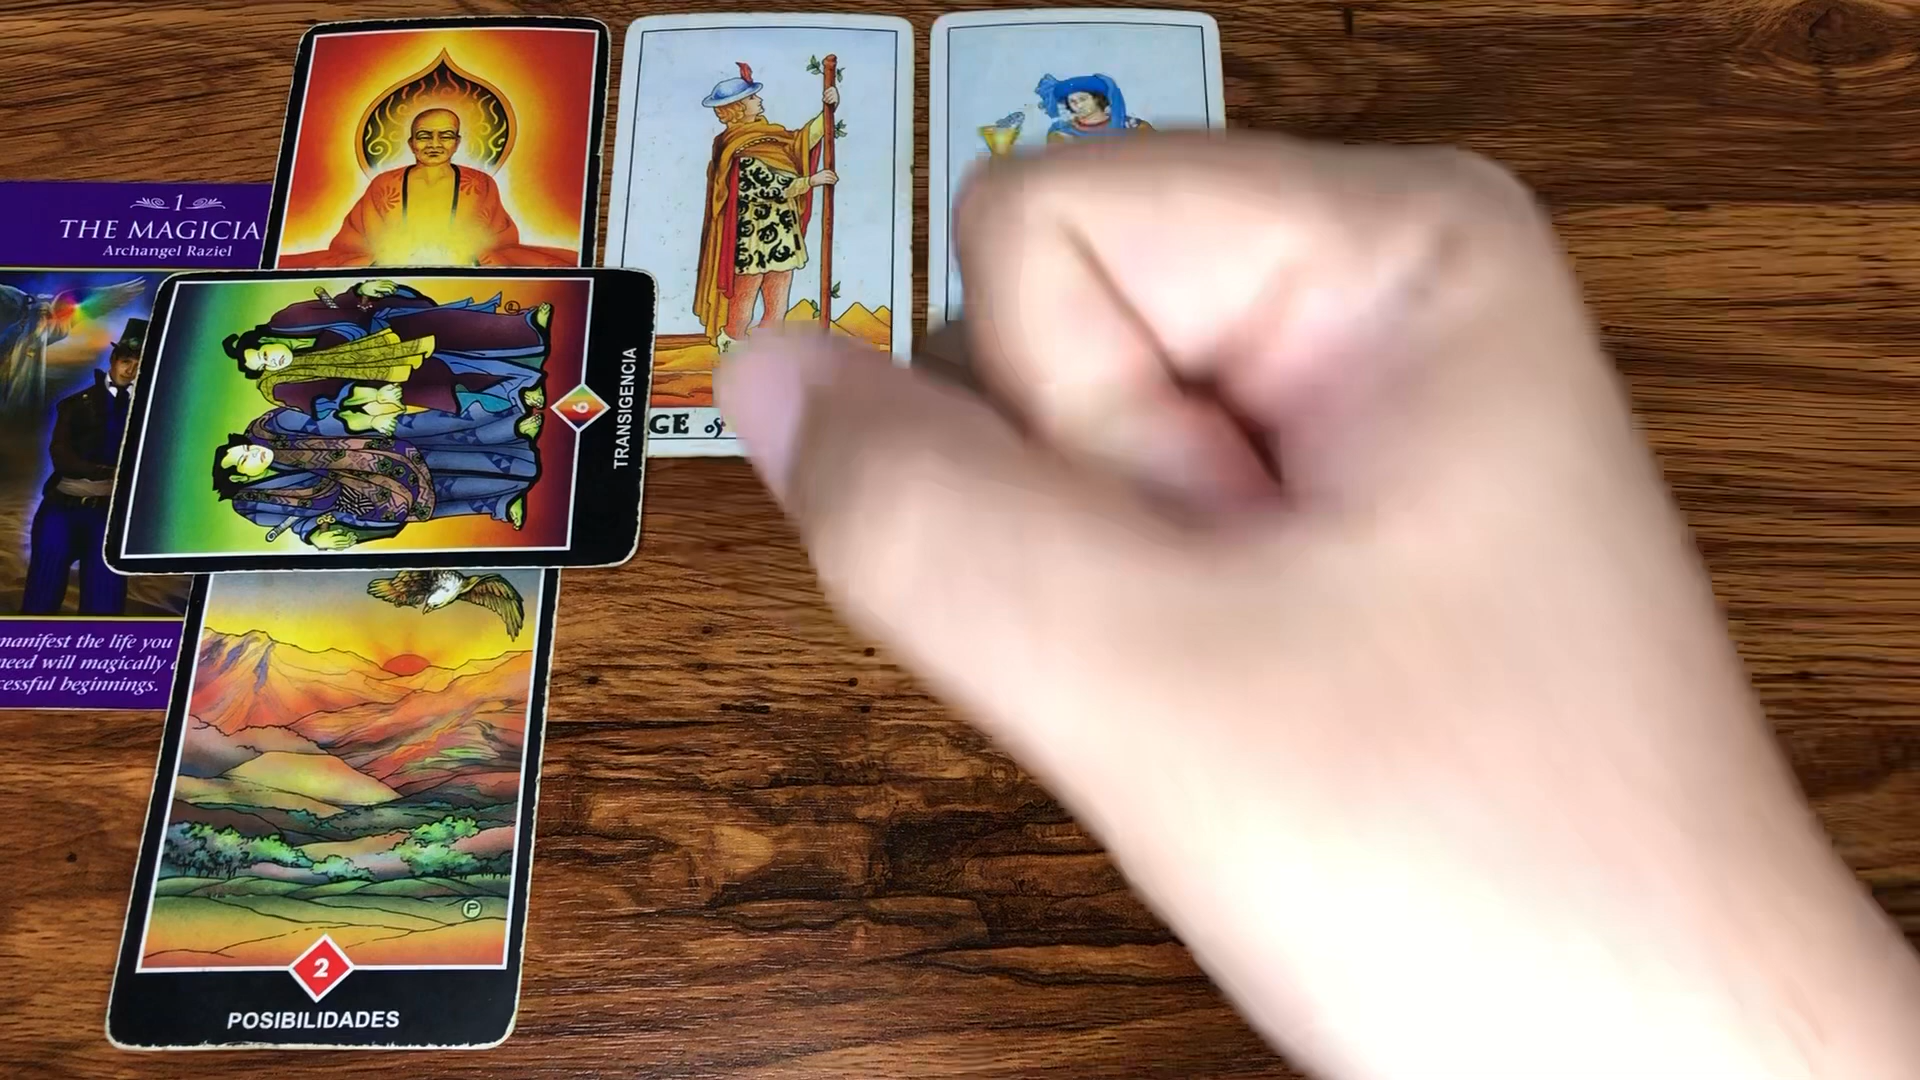 1
THE MAGICIA
Archangel Raziel
manifest the life you
need will magically
cessful beginnings.
6
TRANSIGENCIA
GE of
2
POSIBILIDADES
P